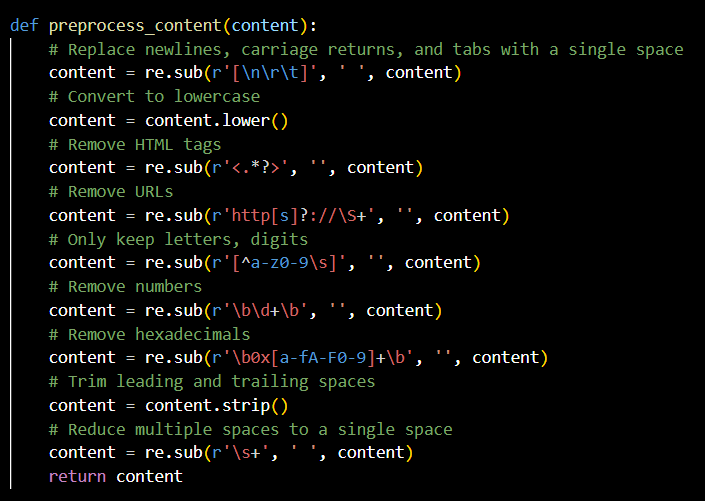 def preprocess_content(content):
    # Replace newlines, carriage returns, and tabs with a single space
    content = re.sub(r'[\n\r\t]', ' ', content)
    # Convert to lowercase
    content = content.lower()
    # Remove HTML tags
    content = re.sub(r'<.*?>', '', content)
    # Remove URLs
    content = re.sub(r'http[s]?://\S+', '', content)
    # Only keep letters, digits
    content = re.sub(r'[^a-z0-9\s]', '', content)
    # Remove numbers
    content = re.sub(r'\b\d+\b', '', content)
    # Remove hexadecimals
    content = re.sub(r'\b0x[a-fA-F0-9]+\b', '', content)
    # Trim leading and trailing spaces
    content = content.strip()
    # Reduce multiple spaces to a single space
    content = re.sub(r'\s+', ' ', content)
    return content